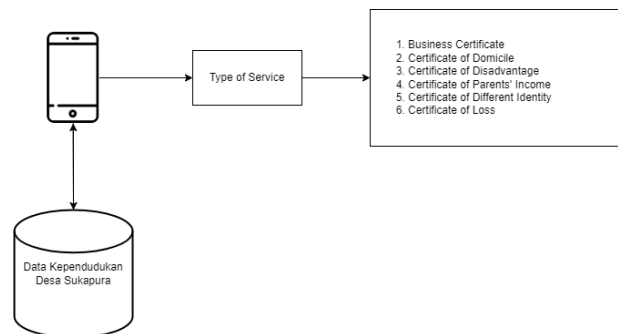 Type of Service
1. Business Certificate
2. Certificate of Domicile
3. Certificate of Disadvantage
4. Certificate of Parents' Income
5. Certificate of Different Identity
6. Certificate of Loss
Data Kependudukan
Desa Sukapura